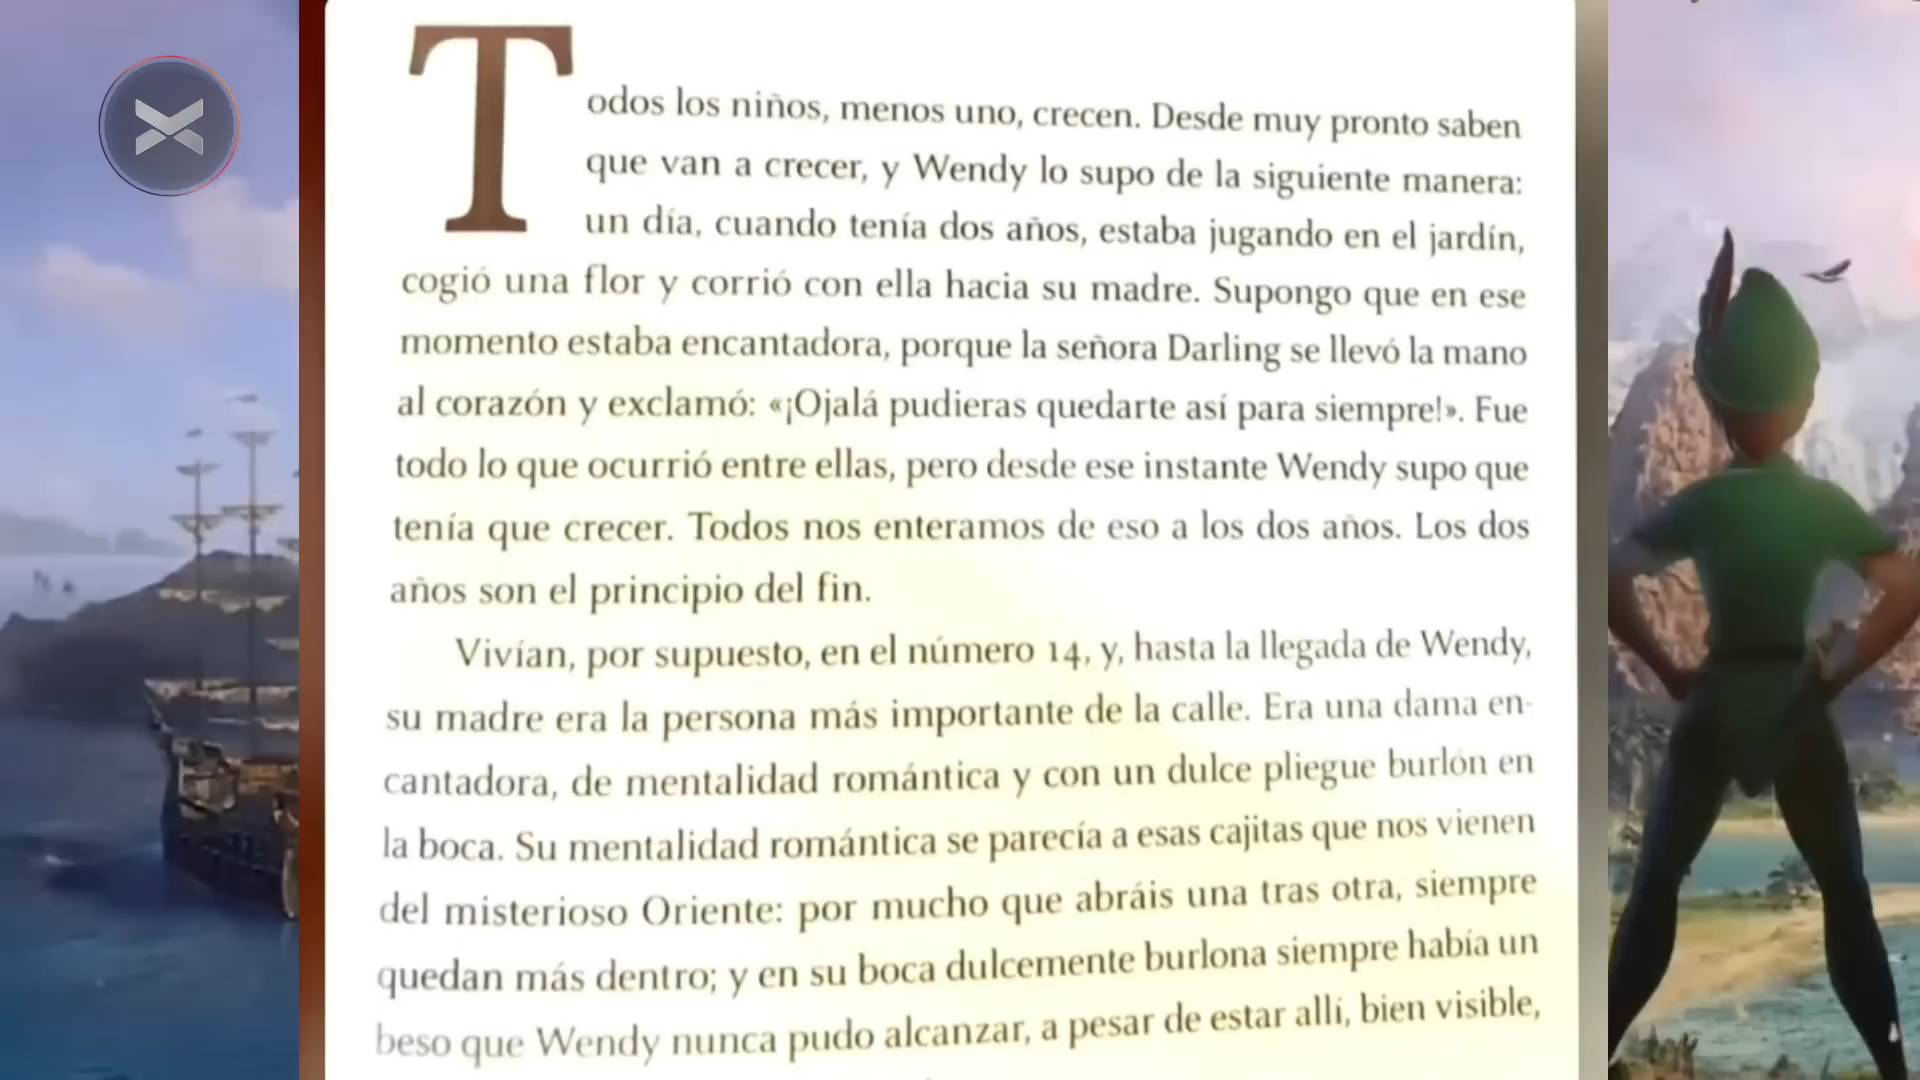 Todos los niños, menos uno, crecen. Desde muy pronto saben
que van a crecer, y Wendy lo supo de la siguiente manera:
un día, cuando tenía dos años, estaba jugando en el jardín,
cogió una flor y corrió con ella hacia su madre. Supongo que en ese
momento estaba encantadora, porque la señora Darling se llevó la mano
al corazón y exclamó: «¡Ojalá pudieras quedarte así para siempre!». Fue
todo lo que ocurrió entre ellas, pero desde ese instante Wendy supo que
tenía que crecer. Todos nos enteramos de eso a los dos años. Los dos
años son el principio del fin.
Vivían, por supuesto, en el número 14, y, hasta la llegada de Wendy,
su madre era la persona más importante de la calle. Era una dama en-
cantadora, de mentalidad romántica y con un dulce pliegue burlón en
la boca. Su mentalidad romántica se parecía a esas cajitas que nos vienen
del misterioso Oriente: por mucho que abráis una tras otra, siempre
quedan más dentro; y en su boca dulcemente burlona siempre había un
beso que Wendy nunca pudo alcanzar, a pesar de estar allí, bien visible,